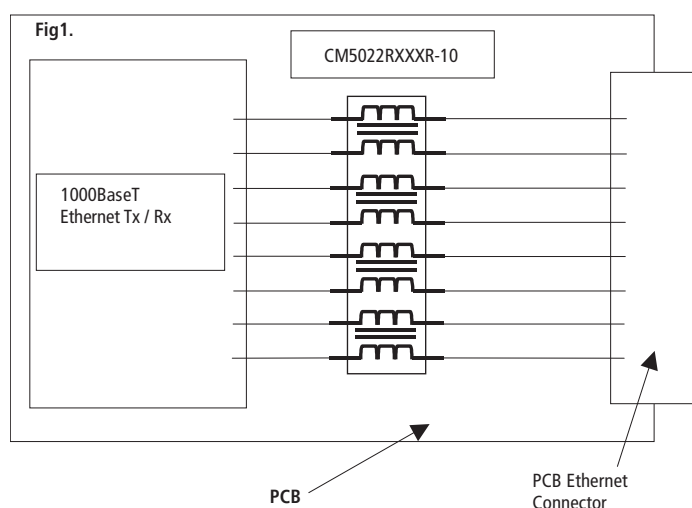 Fig1.
CM5022RXXXR-10
1000BaseT
Ethernet Tx / Rx
PCB
PCB Ethernet
Connector